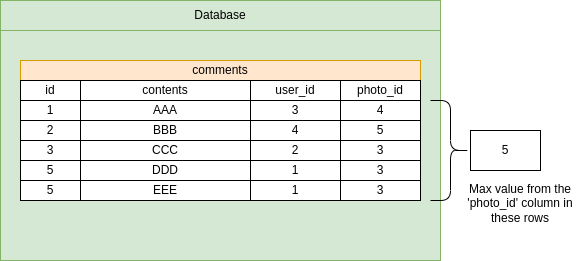 Database
comments
id contents user_id photo_id
1 AAA 3 4
2 BBB 4 5
3 CCC 2 3
5 DDD 1 3
5 EEE 1 3
5
Max value from the
'photo_id' column in
these rows